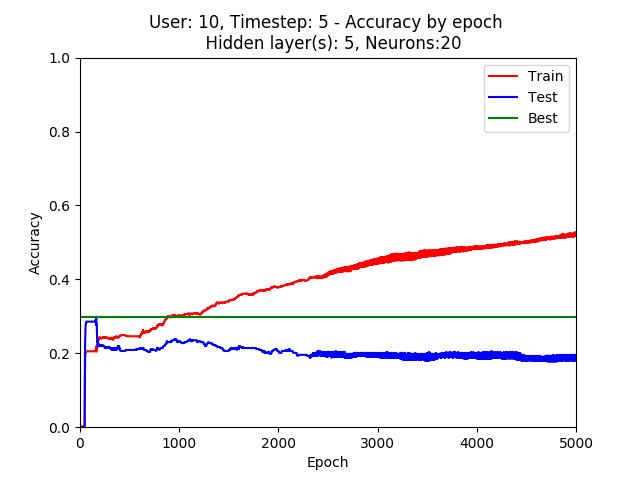 User: 10, Timestep: 5 - Accuracy by epoch
Hidden layer(s): 5, Neurons:20
1.0
0.8
0.6
0.4
0.2
0.0
Accuracy
Train
Test
Best
0 1000 2000 3000 4000 5000
Epoch